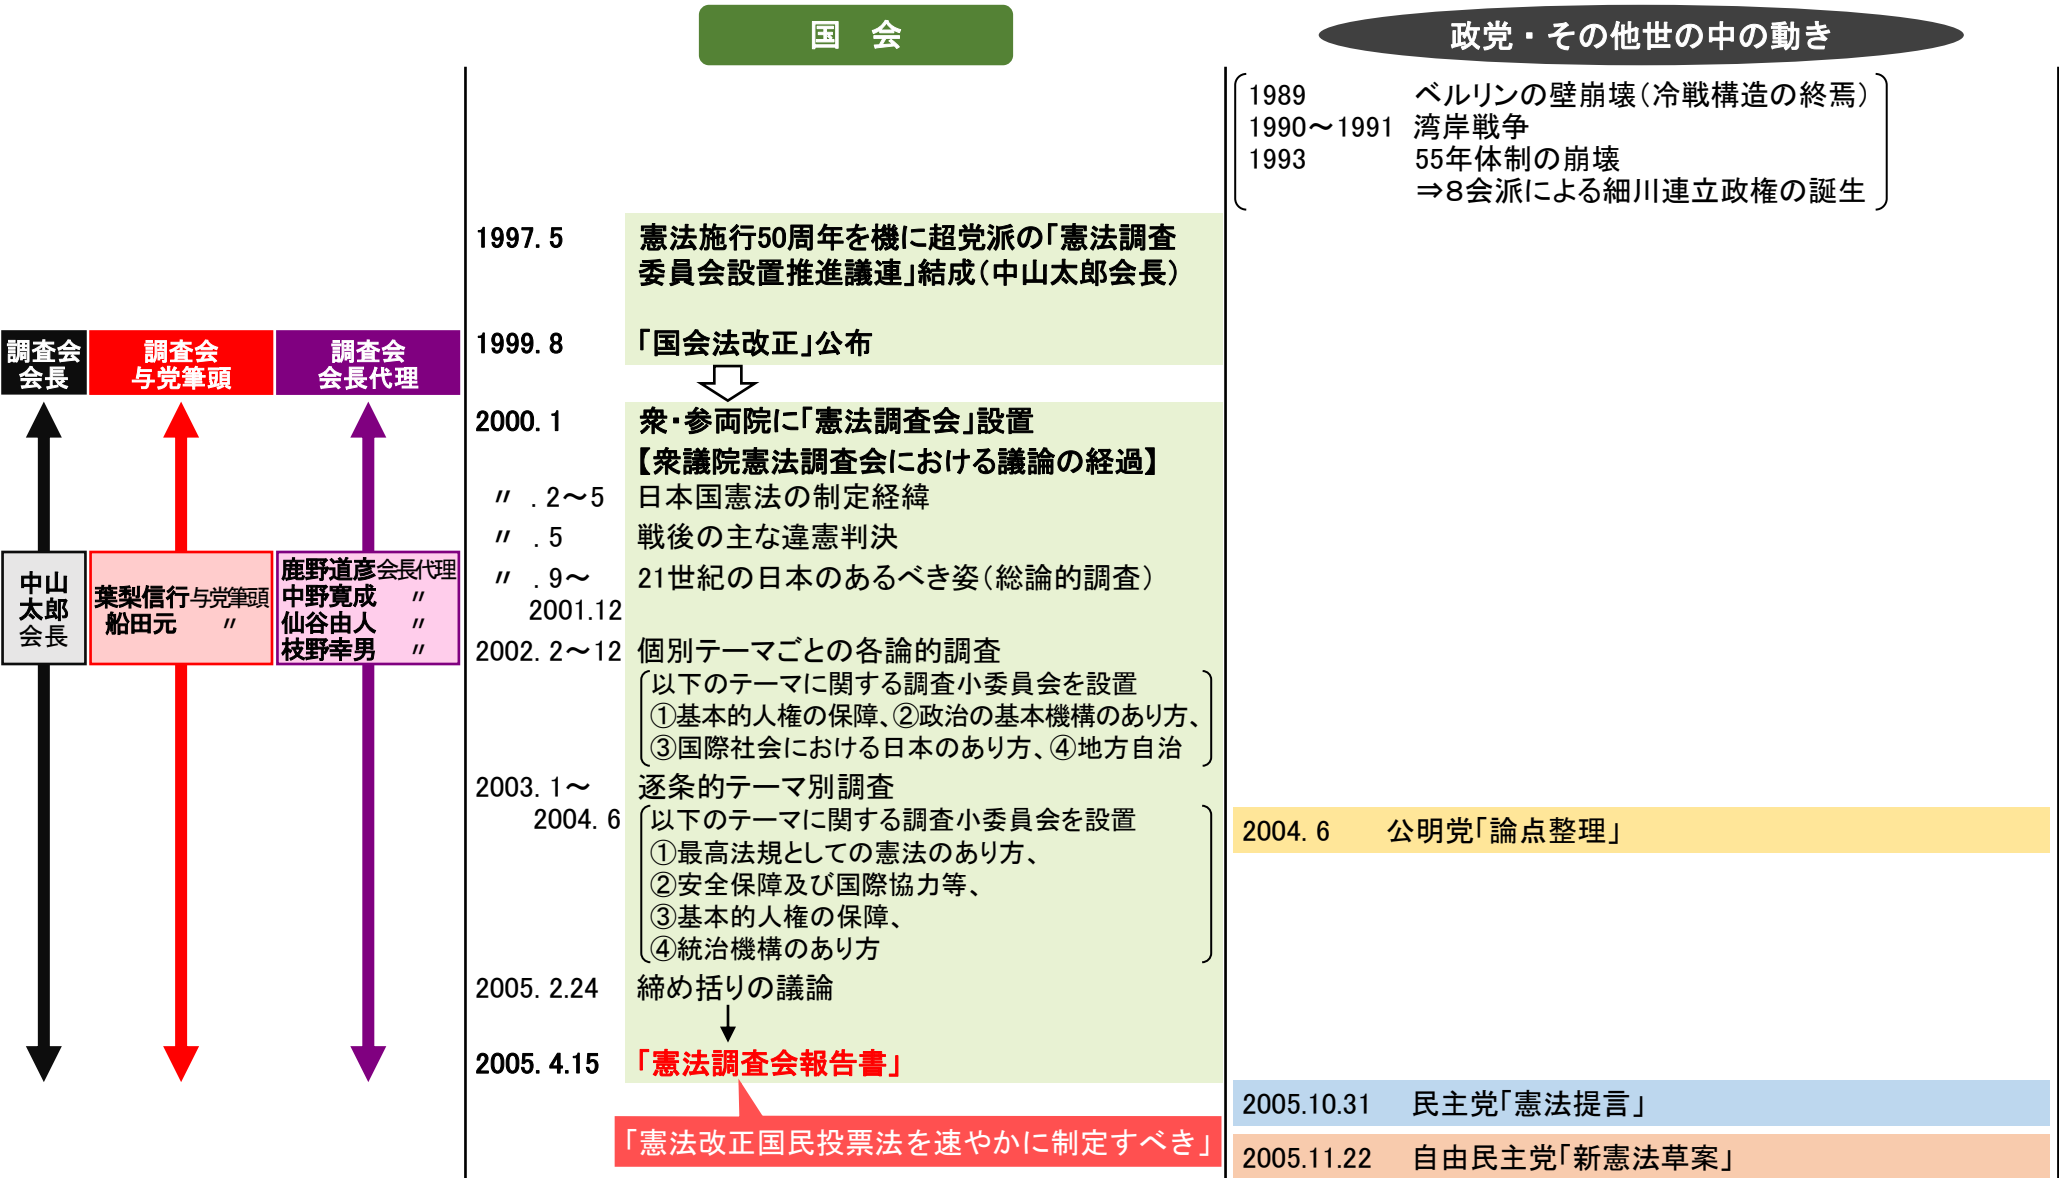 国 会
政党・その他世の中の動き
1989 ベルリンの壁崩壊（冷戦構造の終焉）
1990～1991 湾岸戦争
1993 55年体制の崩壊
⇒８会派による細川連立政権の誕生
1997. 5 憲法施行50周年を機に超党派の「憲法調査
委員会設置推進議連」結成（中山太郎会長）
1999. 8 「国会法改正」公布
調査会
会長
調査会
与党筆頭
調査会
会長代理
中山
太郎
会長
葉梨信行与党筆頭
船田元 〃
鹿野道彦会長代理
中野寛成 〃
仙谷由人 〃
枝野幸男 〃
2000. 1 衆・参両院に「憲法調査会」設置
【衆議院憲法調査会における議論の経過】
〃 . 2～5 日本国憲法の制定経緯
〃 . 5 戦後の主な違憲判決
〃 . 9～ 21世紀の日本のあるべき姿（総論的調査）
2001.12
2002. 2～12 個別テーマごとの各論的調査
以下のテーマに関する調査小委員会を設置
①基本的人権の保障、②政治の基本機構のあり方、
③国際社会における日本のあり方、④地方自治
2003. 1～ 逐条的テーマ別調査
2004. 6 以下のテーマに関する調査小委員会を設置
①最高法規としての憲法のあり方、
②安全保障及び国際協力等、
③基本的人権の保障、
④統治機構のあり方
2004. 6 公明党「論点整理」
2005. 2.24 締め括りの議論
2005. 4.15 「憲法調査会報告書」
「憲法改正国民投票法を速やかに制定すべき」
2005.10.31 民主党「憲法提言」
2005.11.22 自由民主党「新憲法草案」